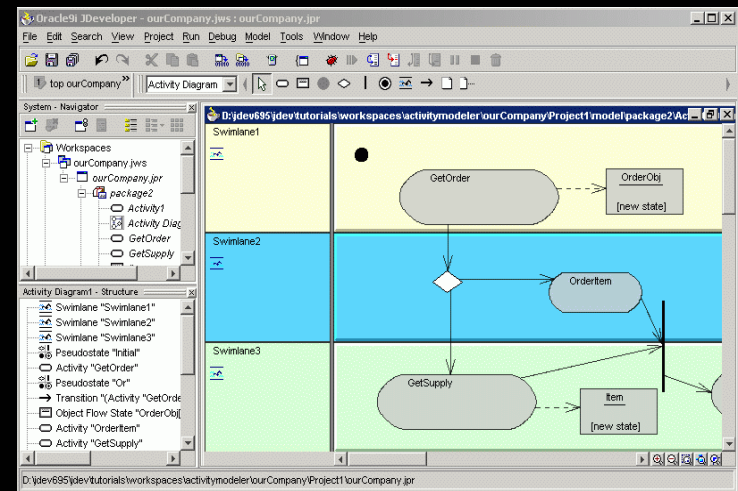 Oracle9i JDeveloper - ourCompany.jws : ourCompany.jpr
File Edit Search View Project Run Debug Model Tools Window Help
top ourCompany
Activity Diagram
System - Navigator
Workspaces
ourCompany.jws
ourCompany.jpr
package2
Activity1
Activity Diag
GetOrder
GetSupply
Activity Diagram1 - Structure
Swimlane "Swimlane1"
Swimlane "Swimlane2"
Swimlane "Swimlane3"
Pseudostate "Initial"
Activity "GetOrder"
Pseudostate "Or"
Transition "(Activity "GetOrde
Object Flow State "OrderObj[
Activity "OrderItem"
Activity "GetSupply"
D:\jdev695\jdev\tutorials\workspaces\activitymodeler\ourCompany\Project1\model\package2\Ac
Swimlane1
GetOrder
OrderObj
[new state]
Swimlane2
OrderItem
Swimlane3
GetSupply
Item
[new state]
D:\jdev695\jdev\tutorials\workspaces\activitymodeler\ourCompany\Project1\ourCompany.jpr